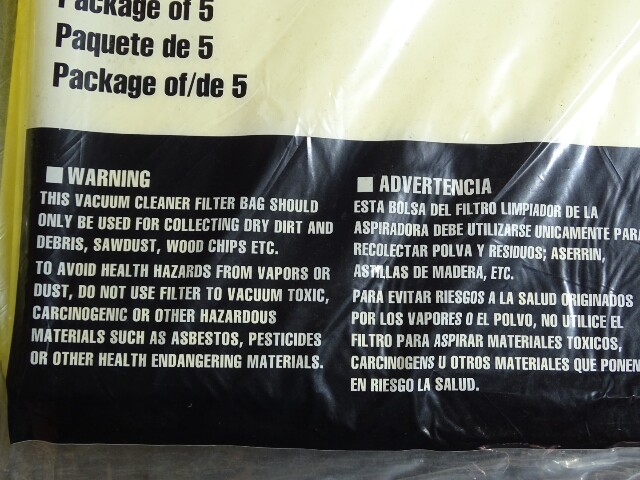 Package of 5
Paquete de 5
Package of/de 5
WARNING
THIS VACUUM CLEANER FILTER BAG SHOULD
ONLY BE USED FOR COLLECTING DRY DIRT AND
DEBRIS, SAWDUST, WOOD CHIPS ETC.
TO AVOID HEALTH HAZARDS FROM VAPORS OR
DUST, DO NOT USE FILTER TO VACUUM TOXIC,
CARCINOGENIC OR OTHER HAZARDOUS
MATERIALS SUCH AS ASBESTOS, PESTICIDES
OR OTHER HEALTH ENDANGERING MATERIALS.
ADVERTENCIA
ESTA BOLSA DEL FILTRO LIMPIADOR DE LA
ASPIRADORA DEBE UTILIZARSE UNICAMENTE PARA
RECOLECTAR POLVA Y RESIDUOS; ASERRIN,
ASTILLAS DE MADERA, ETC.
PARA EVITAR RIESGOS A LA SALUD ORIGINADOS
POR LOS VAPORES O EL POLVO, NO UTILICE EL
FILTRO PARA ASPIRAR MATERIALES TOXICOS,
CARCINOGENS U OTROS MATERIALES QUE PONEN
EN RIESGO LA SALUD.